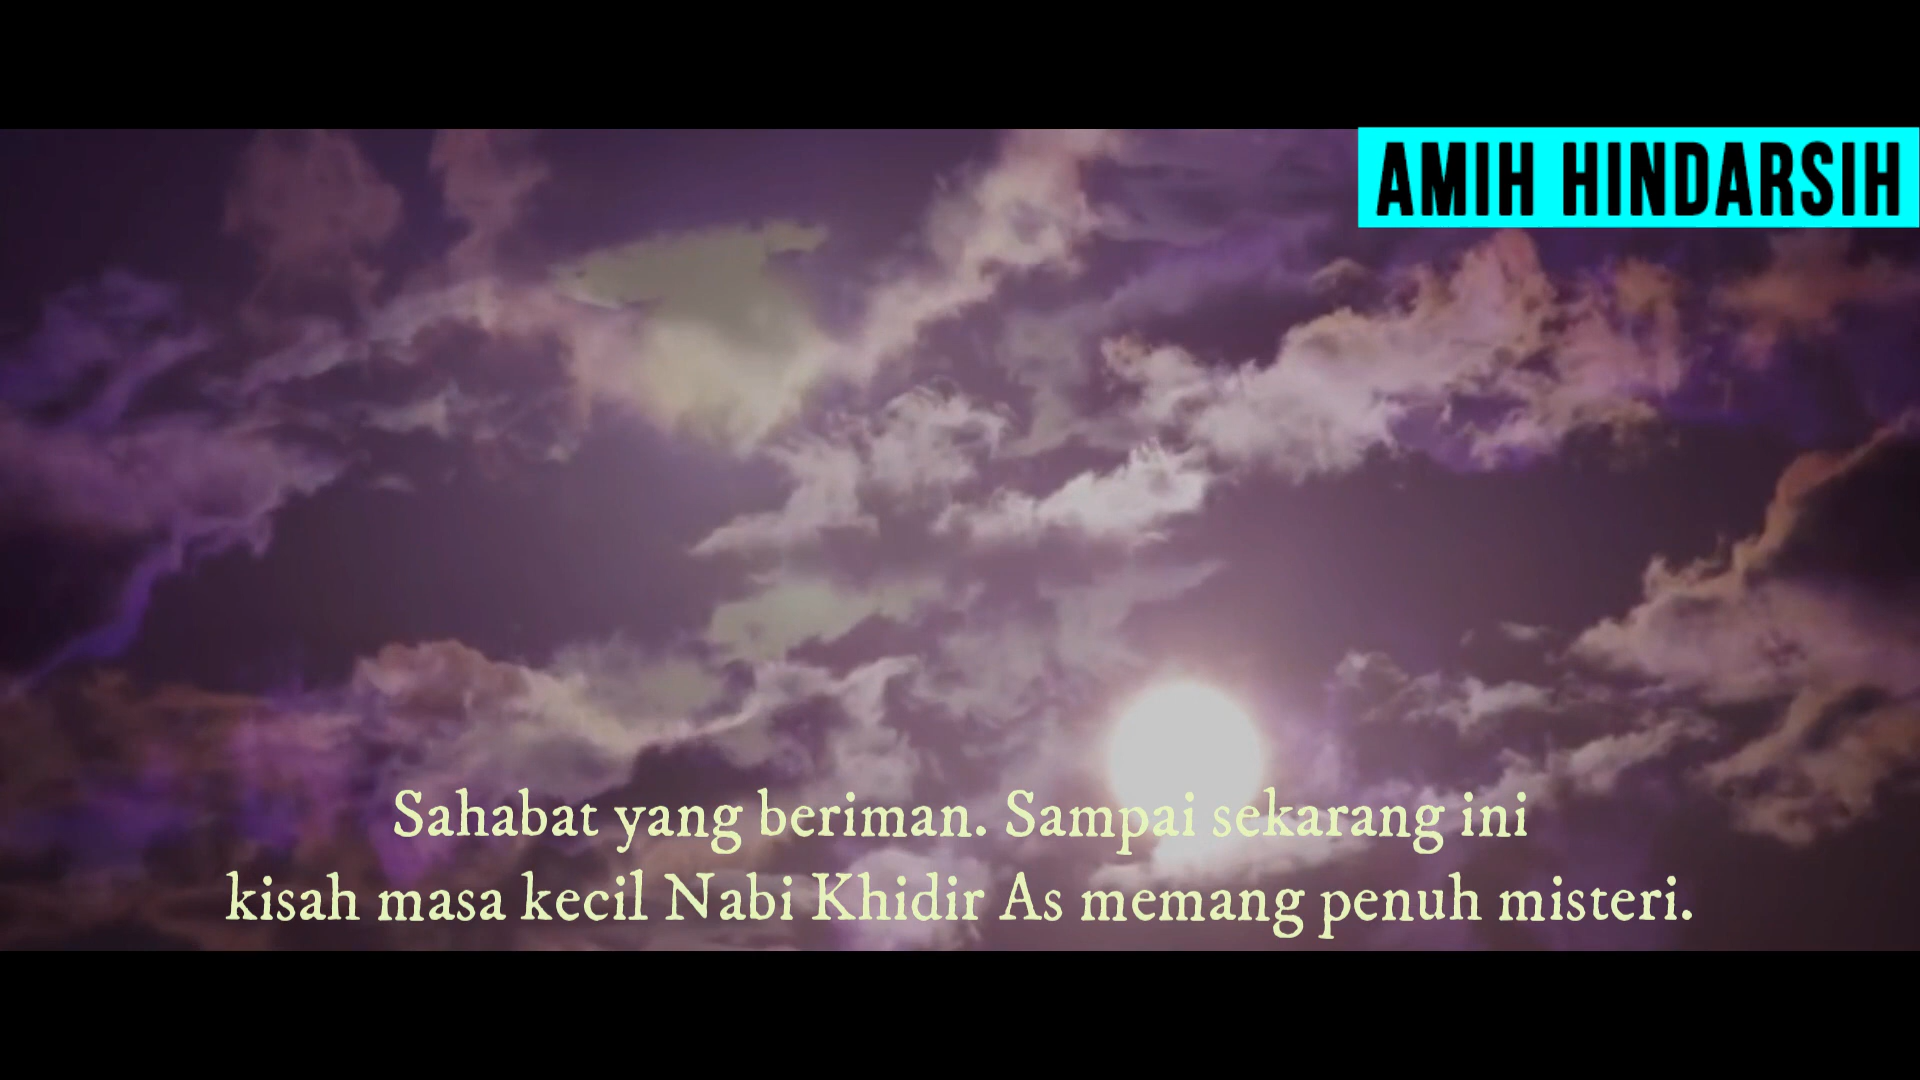 AMIH HINDARSIH
Sahabat yang beriman. Sampai sekarang ini
kisah masa kecil Nabi Khidir As memang penuh misteri.